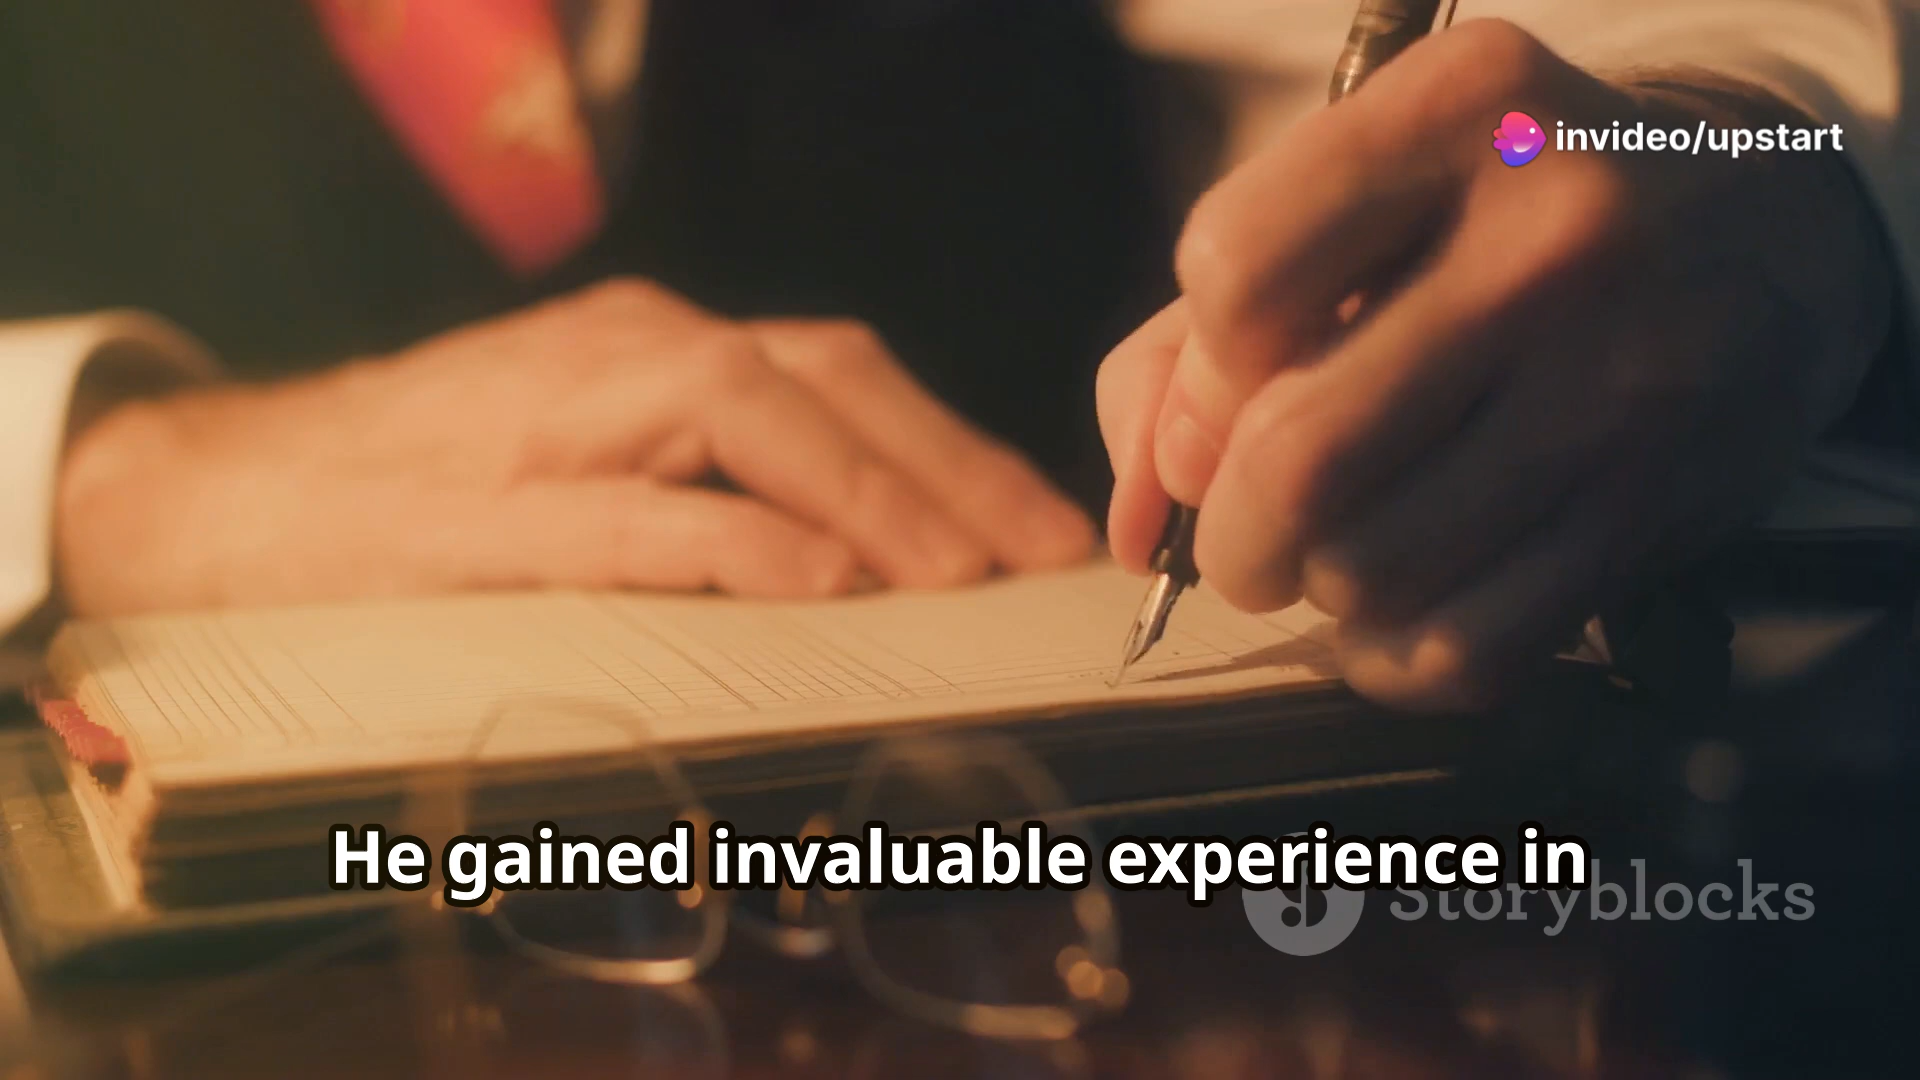 invideo/upstart
He gained invaluable experience in
Storyblocks